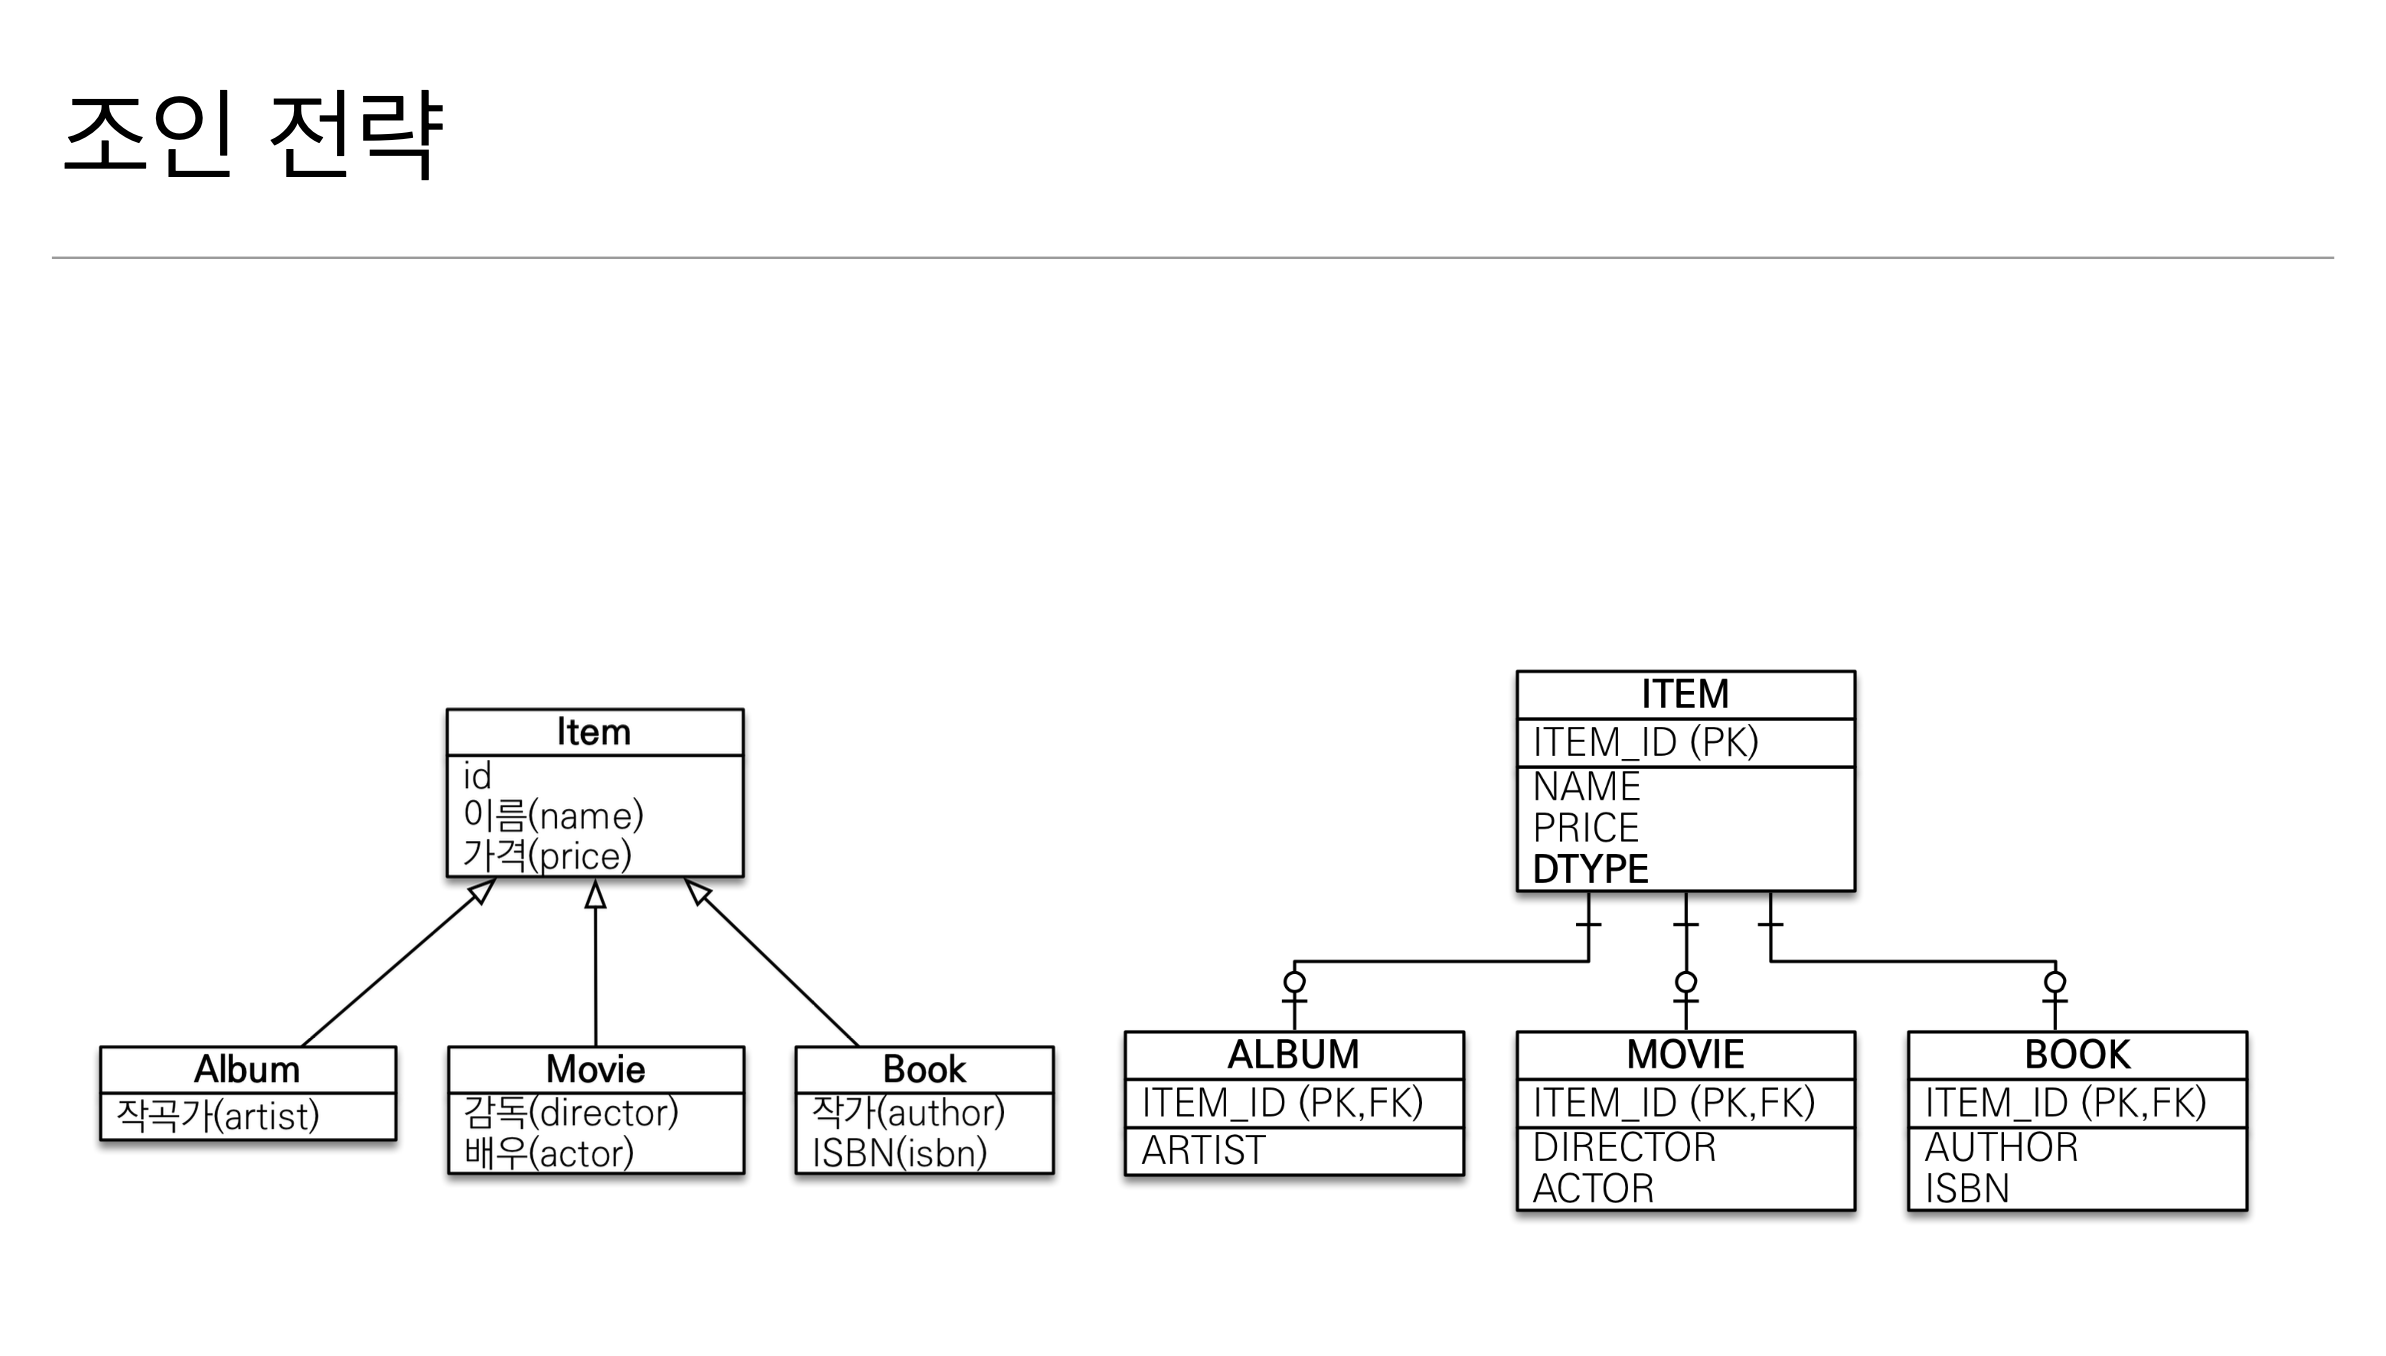 조인 전략
Item
id
이름(name)
가격(price)
Album
작곡가(artist)
Movie
감독(director)
배우(actor)
Book
작가(author)
ISBN(isbn)
ITEM
ITEM_ID (PK)
NAME
PRICE
DTYPE
ALBUM
ITEM_ID (PK,FK)
ARTIST
MOVIE
ITEM_ID (PK,FK)
DIRECTOR
ACTOR
BOOK
ITEM_ID (PK,FK)
AUTHOR
ISBN